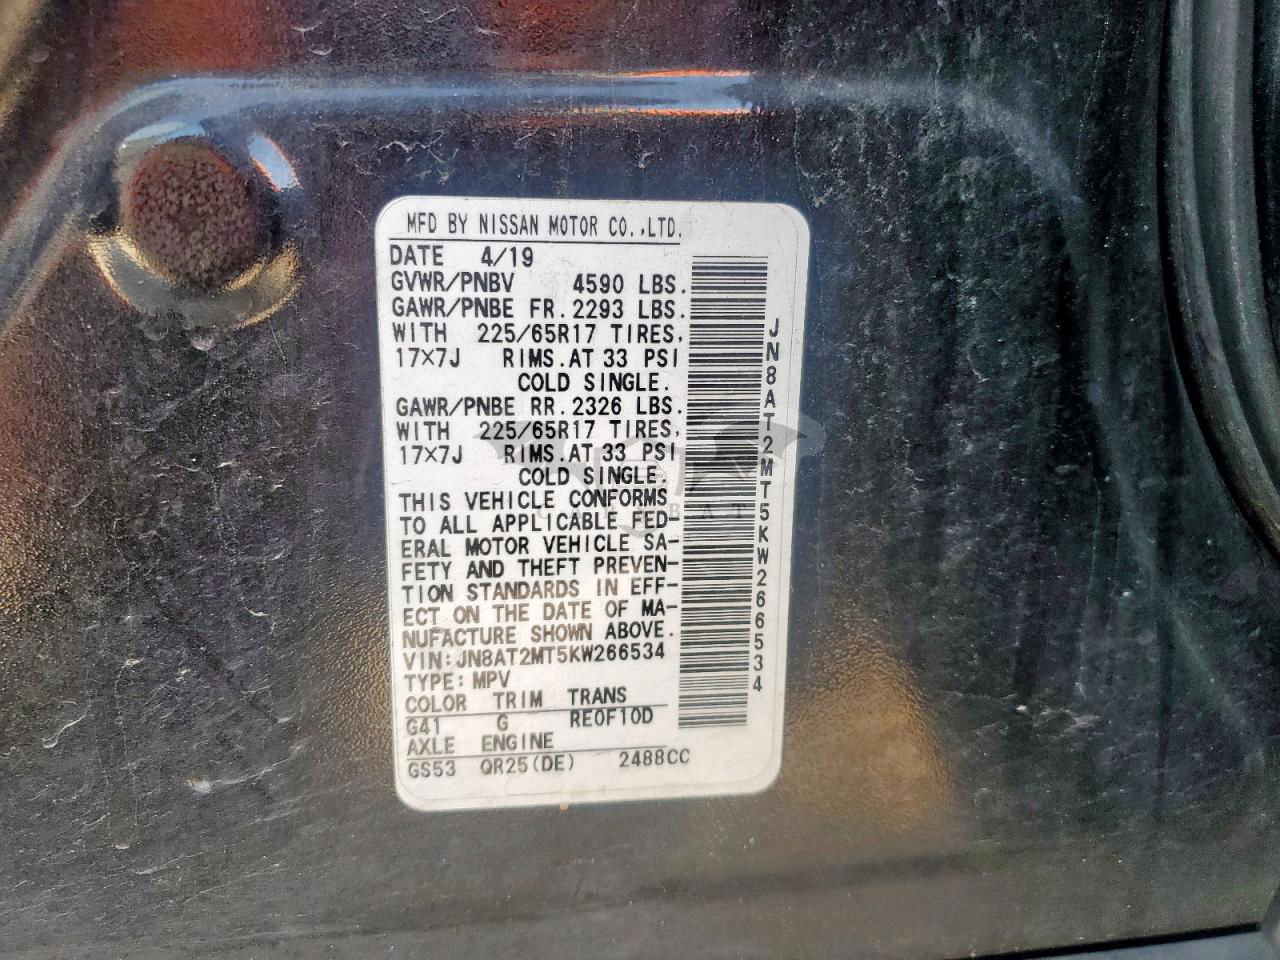 MFD BY NISSAN MOTOR CO.,LTD.
DATE 4/19
GVWR/PNBV 4590 LBS.
GAWR/PNBE FR.2293 LBS.
WITH 225/65R17 TIRES,
17×7J RIMS.AT 33 PSI
COLD SINGLE.
GAWR/PNBE RR.2326 LBS.
WITH 225/65R17 TIRES,
17×7J RIMS.AT 33 PSI
COLD SINGLE.
THIS VEHICLE CONFORMS
TO ALL APPLICABLE FED-
ERAL MOTOR VEHICLE SA-
FETY AND THEFT PREVEN-
TION STANDARDS IN EFF-
ECT ON THE DATE OF MA-
NUFACTURE SHOWN ABOVE.
VIN:JN8AT2MT5KW266534
TYPE:MPV
COLOR TRIM TRANS
G41 G RE0F10D
AXLE ENGINE
GS53 QR25(DE) 2488CC
JN8AT2MT5KW266534